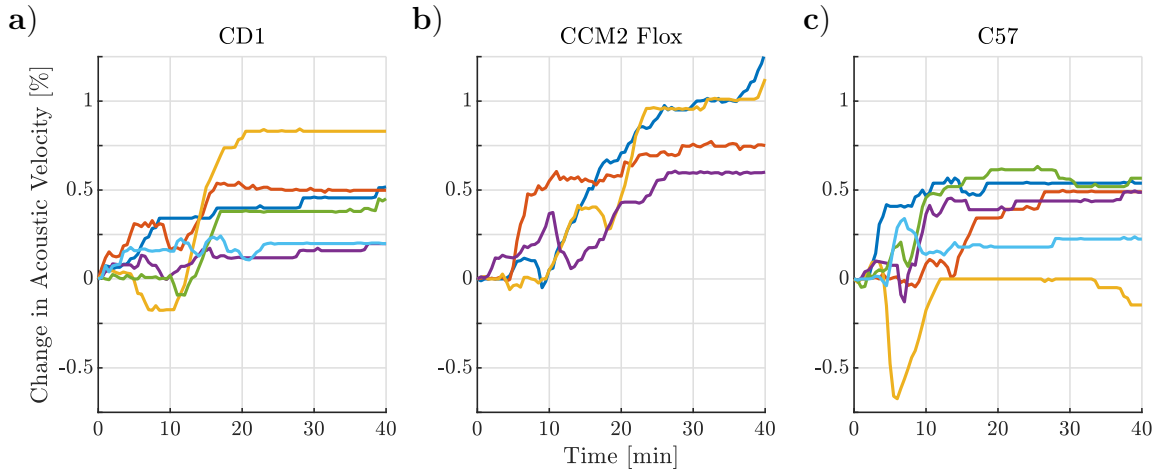 a) b) c)
CD1 CCM2 Flox C57
Change in Acoustic Velocity [%]
1 1 1
0.5 0.5 0.5
0 0 0
-0.5 -0.5 -0.5
0 10 20 30 40 0 10 20 30 40 0 10 20 30 40
Time [min]